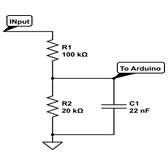 INput
R1
100 kΩ
To Arduino
R2
20 kΩ
C1
22 nF